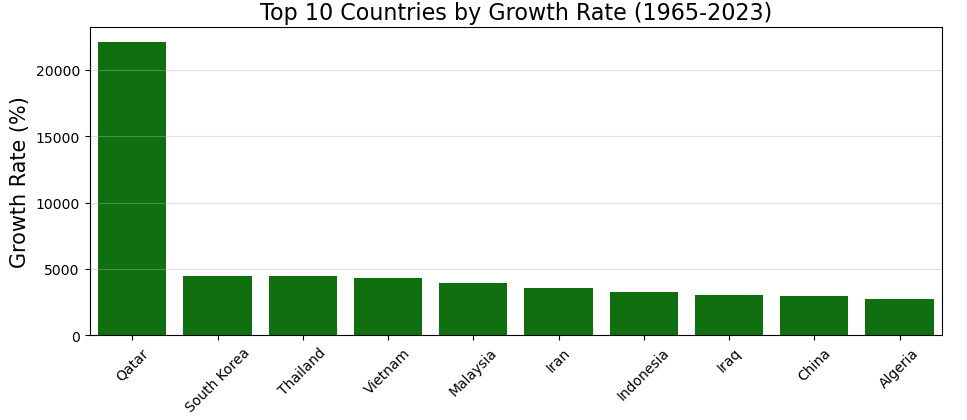 Top 10 Countries by Growth Rate (1965-2023)
Growth Rate (%)
20000
15000
10000
5000
0
Qatar
South Korea
Thailand
Vietnam
Malaysia
Iran
Indonesia
Iraq
China
Algeria